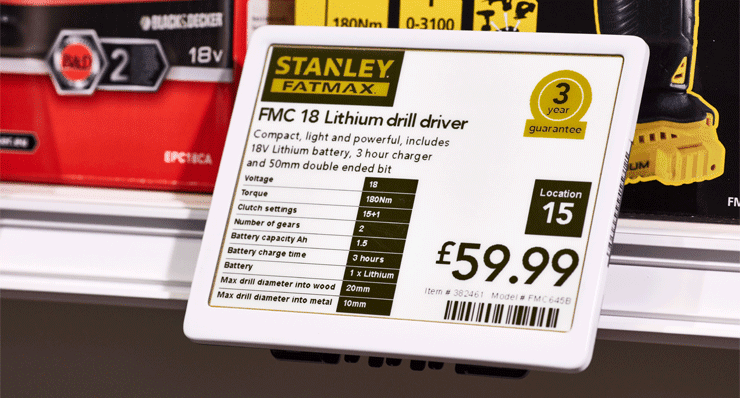 BLACK+DECKER
18v
B&D 2
EPC18CA
180Nm
0-3100
STANLEY
FATMAX
FMC 18 Lithium drill driver
Compact, light and powerful, includes
18V Lithium battery, 3 hour charger
and 50mm double ended bit
3
year
guarantee
Voltage 18
Torque 180Nm
Clutch settings 15+1
Number of gears 2
Battery capacity Ah 1.5
Battery charge time 3 hours
Battery 1 x Lithium
Max drill diameter into wood 20mm
Max drill diameter into metal 10mm
Location
15
£59.99
Item # 382461 Model # FMC645B